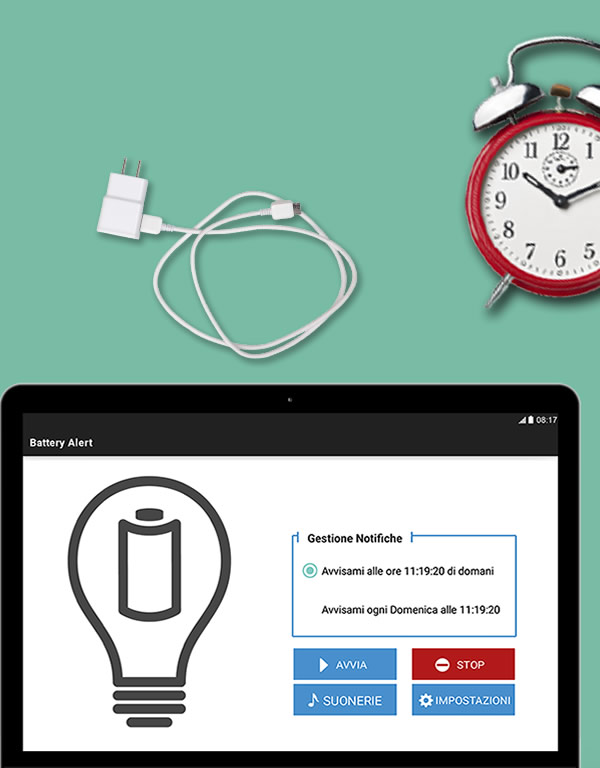 12
11
1
10
2
9
3
8
4
7
5
6
08:17
Battery Alert
Gestione Notifiche
Avvisami alle ore 11:19:20 di domani
Avvisami ogni Domenica alle 11:19:20
AVVIA
STOP
SUONERIE
IMPOSTAZIONI